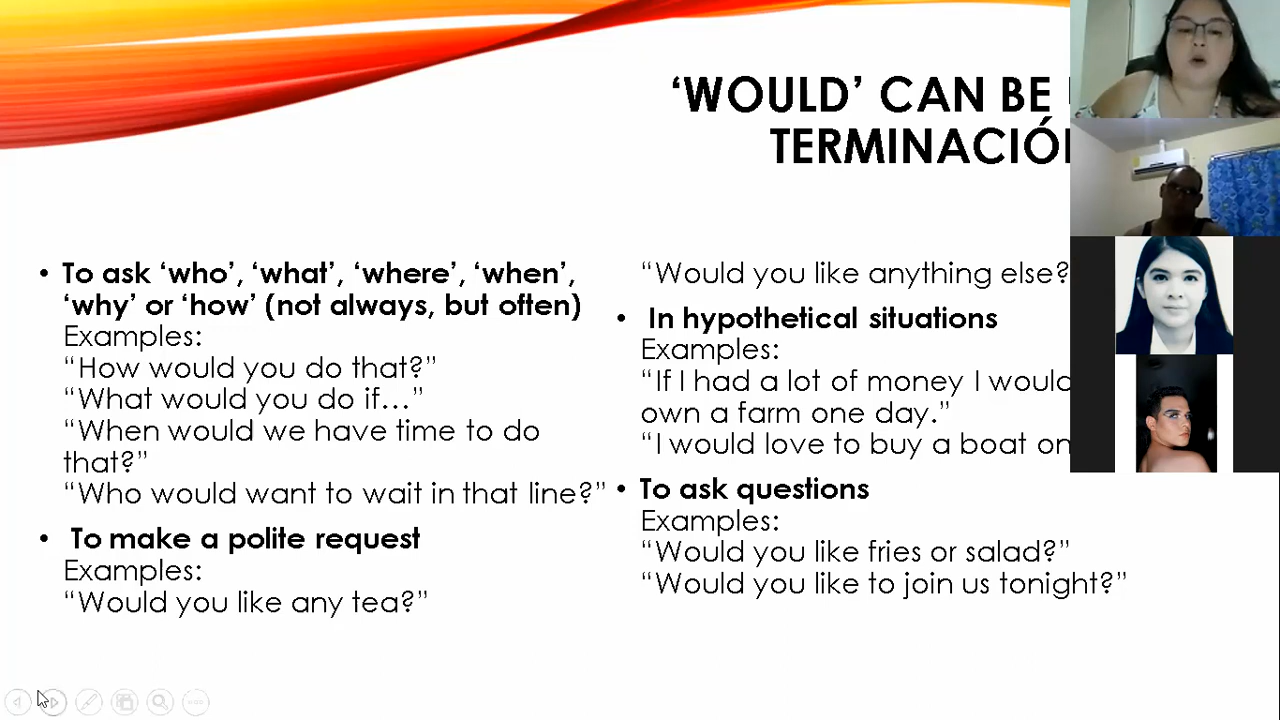 ‘WOULD’ CAN BE
TERMINACIÓ
• To ask ‘who’, ‘what’, ‘where’, ‘when’,
‘why’ or ‘how’ (not always, but often)
Examples:
“How would you do that?”
“What would you do if…”
“When would we have time to do
that?”
“Who would want to wait in that line?”
• To make a polite request
Examples:
“Would you like any tea?”
“Would you like anything else?
• In hypothetical situations
Examples:
“If I had a lot of money I would
own a farm one day.”
“I would love to buy a boat on
• To ask questions
Examples:
“Would you like fries or salad?”
“Would you like to join us tonight?”